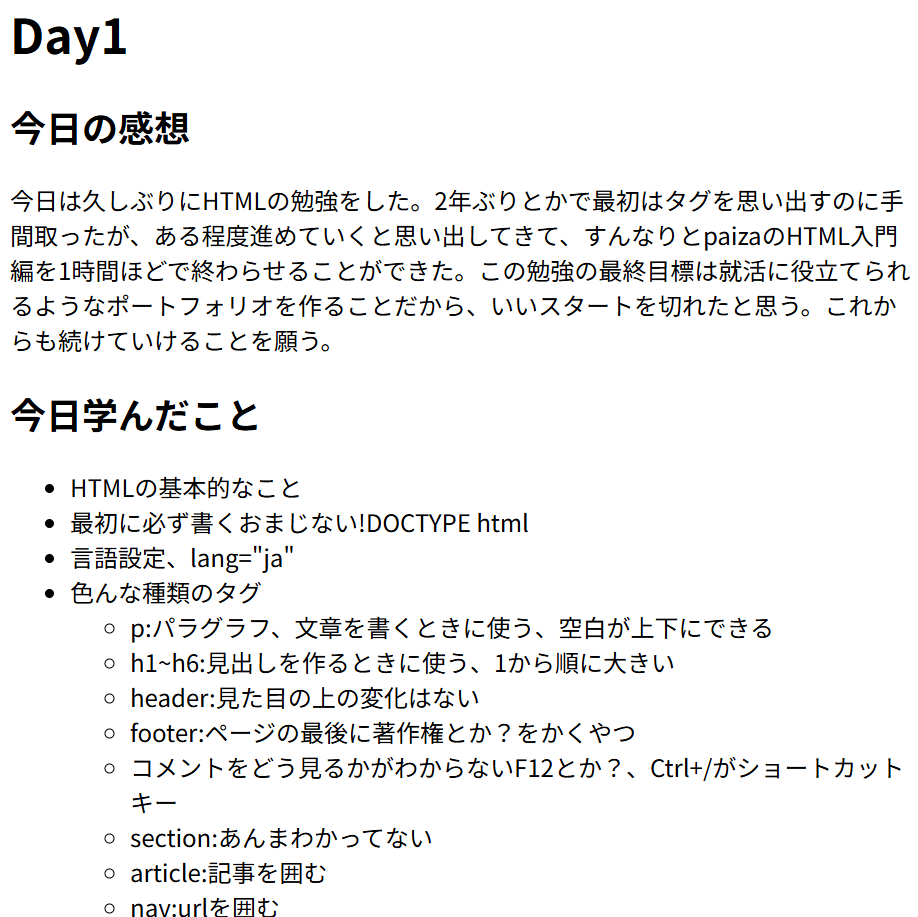 Day1
今日の感想
今日は久しぶりにHTMLの勉強をした。2年ぶりとかで最初はタグを思い出すのに手
間取ったが、ある程度進めていくと思い出してきて、すんなりとpaizaのHTML入門
編を1時間ほどで終わらせることができた。この勉強の最終目標は就活に役立てられ
るようなポートフォリオを作ることだから、いいスタートを切れたと思う。これか
らも続けていけることを願う。
今日学んだこと
HTMLの基本的なこと
最初に必ず書くおまじない!DOCTYPE html
言語設定、lang="ja"
色んな種類のタグ
p:パラグラフ、文章を書くときに使う、空白が上下にできる
h1~h6:見出しを作るときに使う、1から順に大きい
header:見た目の上の変化はない
footer:ページの最後に著作権とか？をかくやつ
コメントをどう見るかがわからないF12とか？、Ctrl+/がショートカット
キー
section:あんまわかってない
article:記事を囲む
nav:urlを囲む